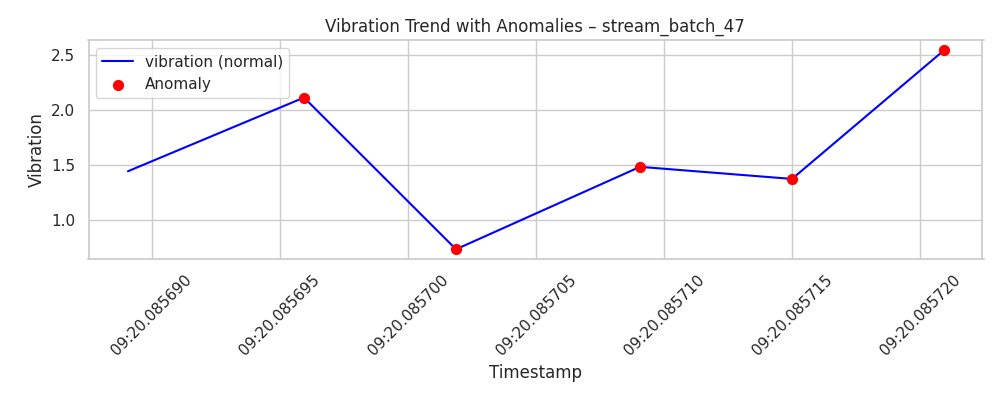 Vibration Trend with Anomalies – stream_batch_47
vibration (normal)
Anomaly
2.5
2.0
1.5
1.0
Vibration
09:20.085690
09:20.085695
09:20.085700
09:20.085705
09:20.085710
09:20.085715
09:20.085720
Timestamp